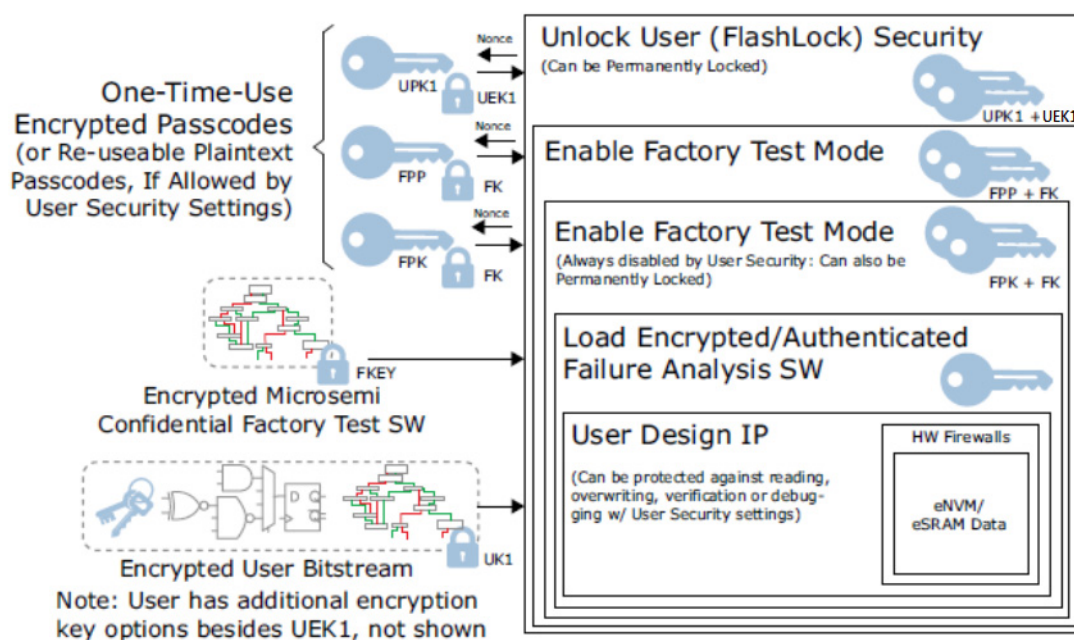 One-Time-Use
Encrypted Passcodes
(or Re-useable Plaintext
Passcodes, If Allowed by
User Security Settings)
Nonce
UPK1
UEK1
Nonce
FPP
FK
Nonce
FPK
FK
FKEY
Encrypted Microsemi
Confidential Factory Test SW
UK1
Encrypted User Bitstream
Note: User has additional encryption
key options besides UEK1, not shown
Unlock User (FlashLock) Security
(Can be Permanently Locked)
UPK1 +UEK1
Enable Factory Test Mode
FPP + FK
Enable Factory Test Mode
(Always disabled by User Security: Can also be
Permanently Locked)
FPK + FK
Load Encrypted/Authenticated
Failure Analysis SW
User Design IP
(Can be protected against reading,
overwriting, verification or debug-
ging w/ User Security settings)
HW Firewalls
eNVM/
eSRAM Data